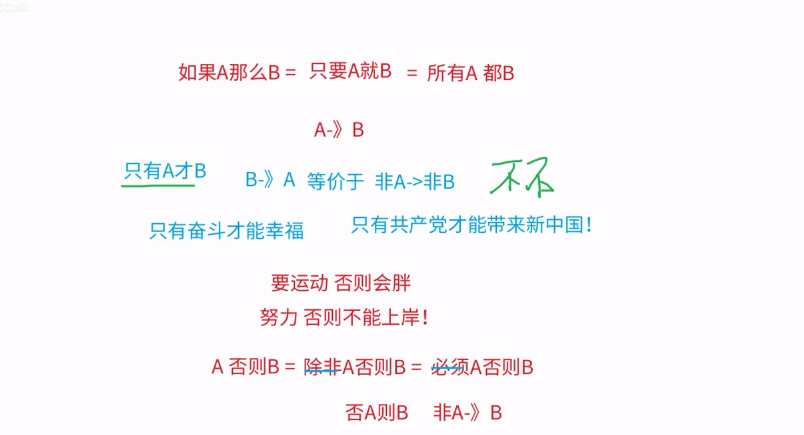 如果A那么B = 只要A就B = 所有A 都B
A-》B
只有A才B B-》A 等价于 非A->非B 不否
只有奋斗才能幸福 只有共产党才能带来新中国！
要运动 否则会胖
努力 否则不能上岸！
A 否则B = 除非A否则B = 必须A否则B
否A则B 非A-》B